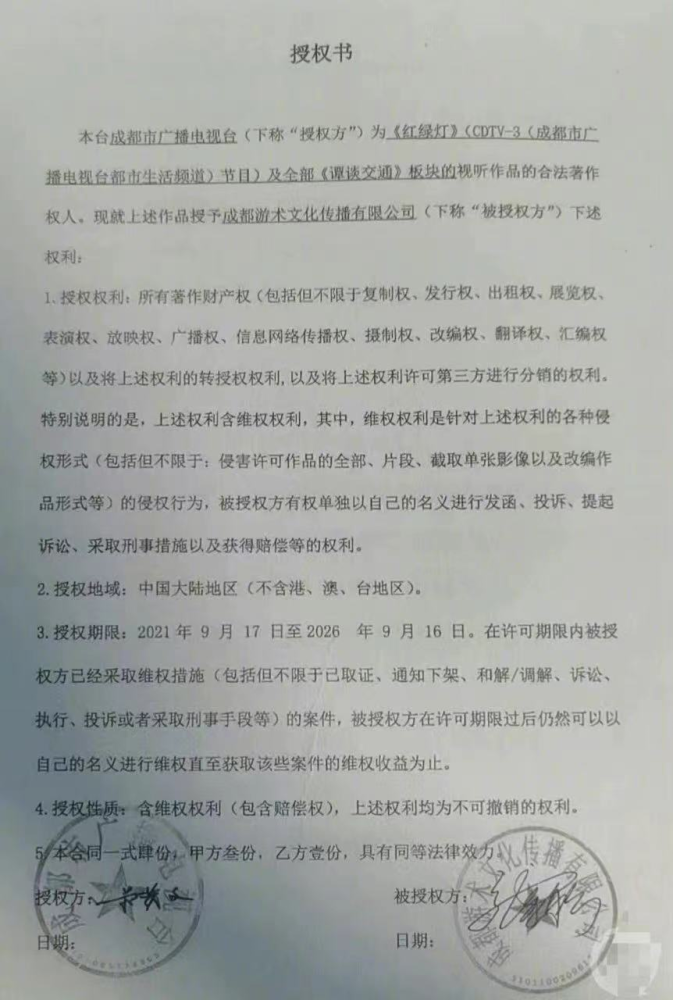 授权书
本台成都市广播电视台（下称“授权方”）为《红绿灯》（CDTV-3（成都市广
播电视台都市生活频道）节目）及全部《谭谈交通》板块的视听作品的合法著作
权人。现就上述作品授予成都游术文化传播有限公司（下称“被授权方”）下述
权利：
1.授权权利：所有著作财产权（包括但不限于复制权、发行权、出租权、展览权、
表演权、放映权、广播权、信息网络传播权、摄制权、改编权、翻译权、汇编权
等）以及将上述权利的转授权权利,以及将上述权利许可第三方进行分销的权利。
特别说明的是，上述权利含维权权利，其中，维权权利是针对上述权利的各种侵
权形式（包括但不限于：侵害许可作品的全部、片段、截取单张影像以及改编作
品形式等）的侵权行为，被授权方有权单独以自己的名义进行发函、投诉、提起
诉讼、采取刑事措施以及获得赔偿等的权利。
2.授权地域：中国大陆地区（不含港、澳、台地区）。
3.授权期限：2021年 9 月 17 日至2026 年 9 月 16 日。在许可期限内被授
权方已经采取维权措施（包括但不限于已取证、通知下架、和解/调解、诉讼、
执行、投诉或者采取刑事手段等）的案件，被授权方在许可期限过后仍然可以以
自己的名义进行维权直至获取该些案件的维权收益为止。
4.授权性质：含维权权利（包含赔偿权），上述权利均为不可撤销的权利。
5.本合同一式肆份，甲方叁份，乙方壹份，具有同等法律效力。
授权方：
被授权方：
日期：
日期：
成都游术文化传播有限公司